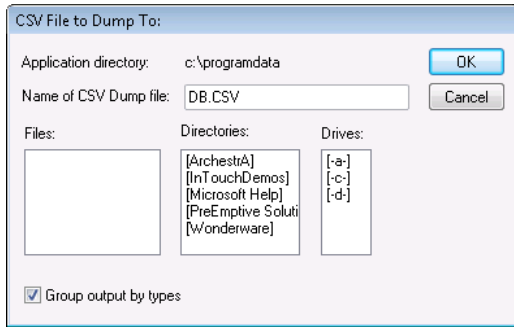 CSV File to Dump To:
Application directory: c:\programdata
OK
Name of CSV Dump file: DB.CSV
Cancel
Files:
Directories:
Drives:
[ArchestrA]
[InTouchDemos]
[Microsoft Help]
[PreEmptive Soluti
[Wonderware]
[-a-]
[-c-]
[-d-]
Group output by types